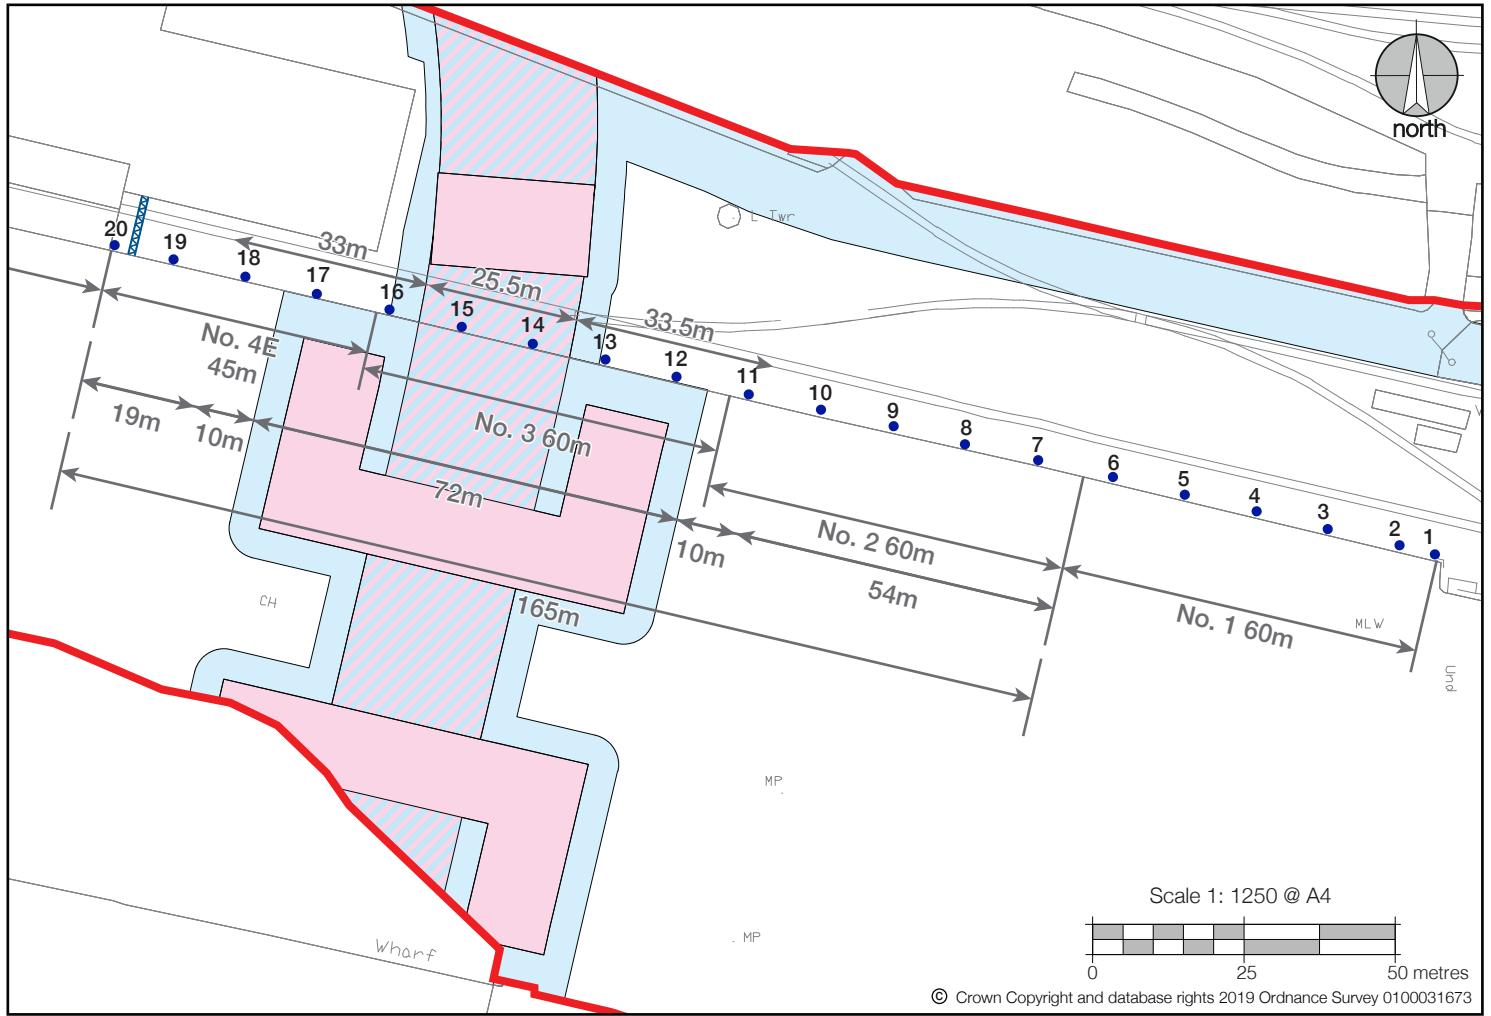 north
L Twr
20
19
18
17
16
15
14
13
12
11
10
9
8
7
6
5
4
3
2
1
33m
25.5m
33.5m
No. 4E
45m
19m
10m
No. 3 60m
72m
10m
No. 2 60m
54m
No. 1 60m
165m
CH
MLW
Und
MP
MP
Wharf
Scale 1: 1250 @ A4
0 25 50 metres
© Crown Copyright and database rights 2019 Ordnance Survey 0100031673